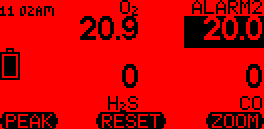 11:02AM O₂ ALARM2
20.9 20.0
0 0
H₂S CO
PEAK RESET ZOOM